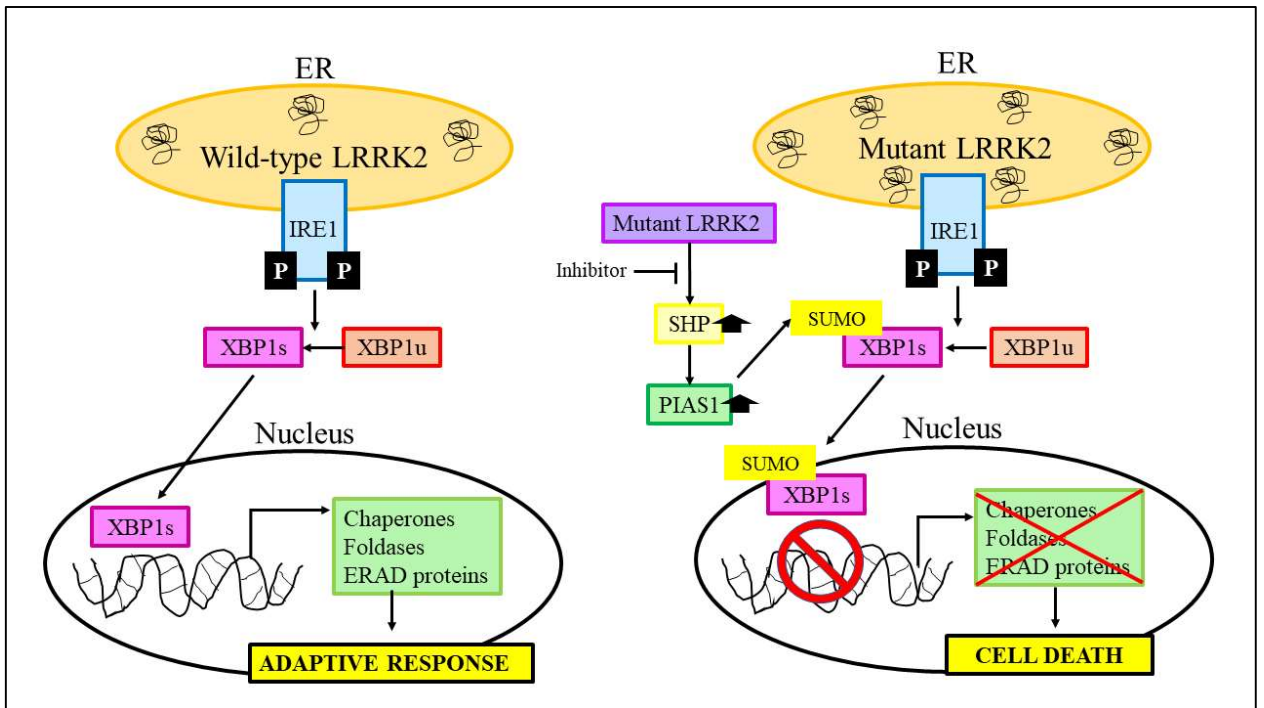 ER
Wild-type LRRK2
IRE1
P P
XBP1s
XBP1u
Nucleus
XBP1s
Chaperones
Foldases
ERAD proteins
ADAPTIVE RESPONSE
ER
Mutant LRRK2
Mutant LRRK2
IRE1
P P
Inhibitor
SHP
SUMO
XBP1s
XBP1u
PIAS1
Nucleus
SUMO
XBP1s
Chaperones
Foldases
ERAD proteins
CELL DEATH